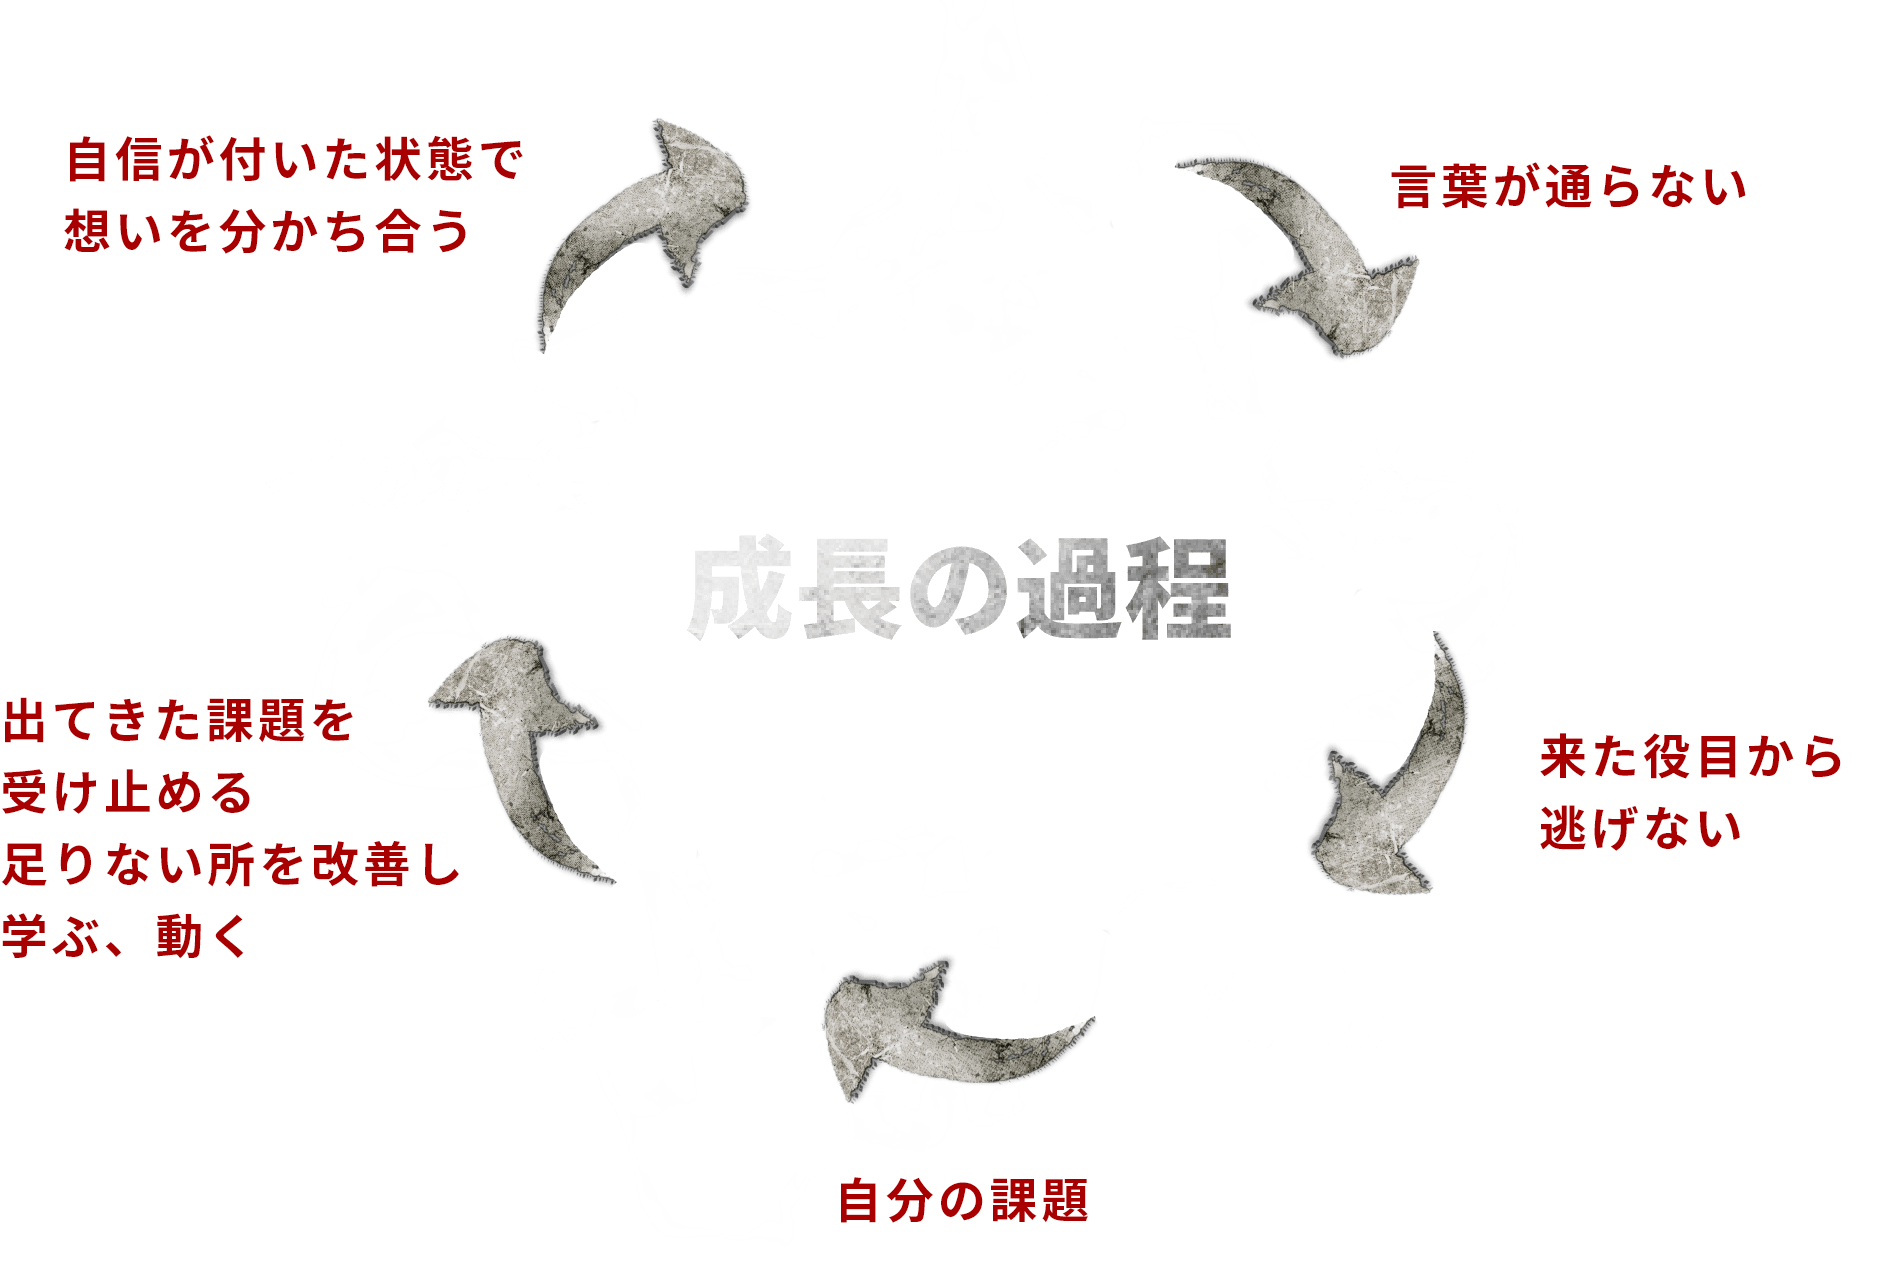 自信が付いた状態で
想いを分かち合う
言葉が通らない
成長の過程
出てきた課題を
受け止める
足りない所を改善し
学ぶ、動く
来た役目から
逃げない
自分の課題